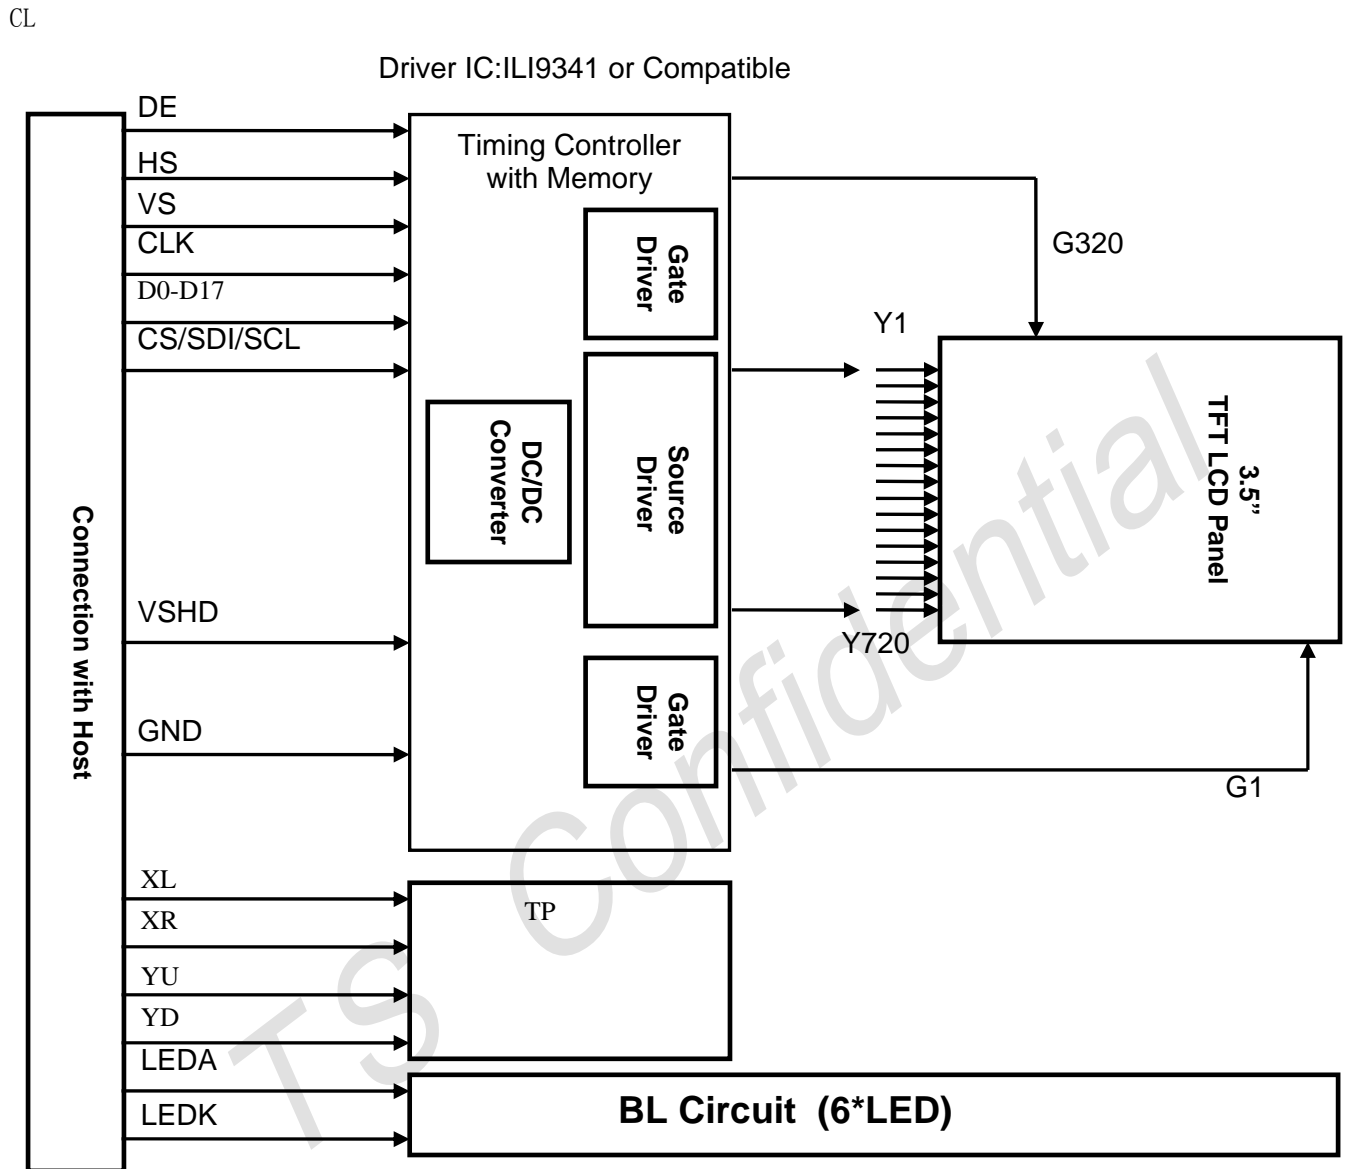 CL
Driver IC:ILI9341 or Compatible
DE
HS
VS
CLK
D0-D17
CS/SDI/SCL
VSHD
GND
XL
XR
YU
YD
LEDA
LEDK
Connection with Host
Timing Controller
with Memory
Gate
Driver
DC/DC
Converter
Source
Driver
Gate
Driver
G320
Y1
Y720
G1
3.5”
TFT LCD Panel
TP
BL Circuit (6*LED)
TS Confidential